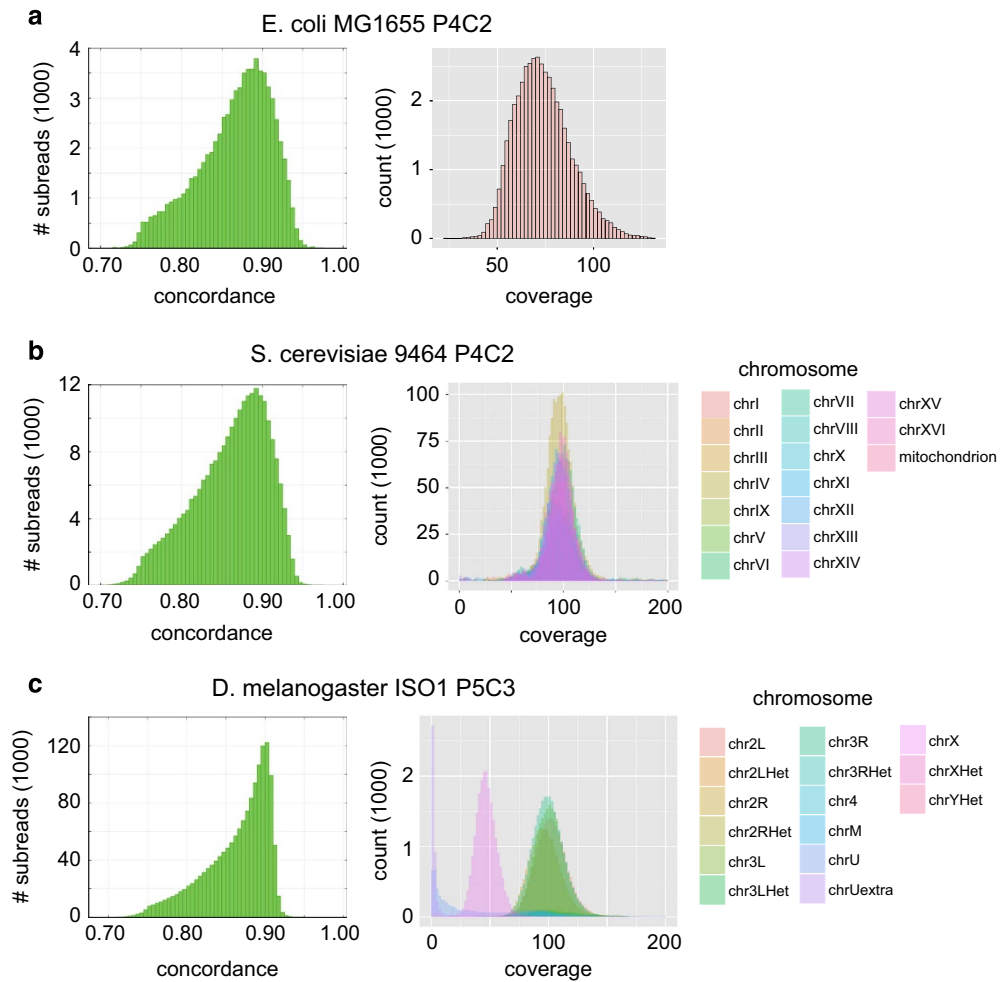 a
E. coli MG1655 P4C2
# subreads (1000)
4
3
2
1
0
0.70 0.80 0.90 1.00
concordance
count (1000)
2
1
0
50 100
coverage
b
S. cerevisiae 9464 P4C2
# subreads (1000)
12
8
4
0
0.70 0.80 0.90 1.00
concordance
count (1000)
100
75
50
25
0
0 100 200
coverage
chromosome
chrI
chrII
chrIII
chrIV
chrIX
chrV
chrVI
chrVII
chrVIII
chrX
chrXI
chrXII
chrXIII
chrXIV
chrXV
chrXVI
mitochondrion
c
D. melanogaster ISO1 P5C3
# subreads (1000)
120
80
40
0
0.70 0.80 0.90 1.00
concordance
count (1000)
2
1
0
0 100 200
coverage
chromosome
chr2L
chr2LHet
chr2R
chr2RHet
chr3L
chr3LHet
chr3R
chr3RHet
chr4
chrM
chrU
chrUextra
chrX
chrXHet
chrYHet